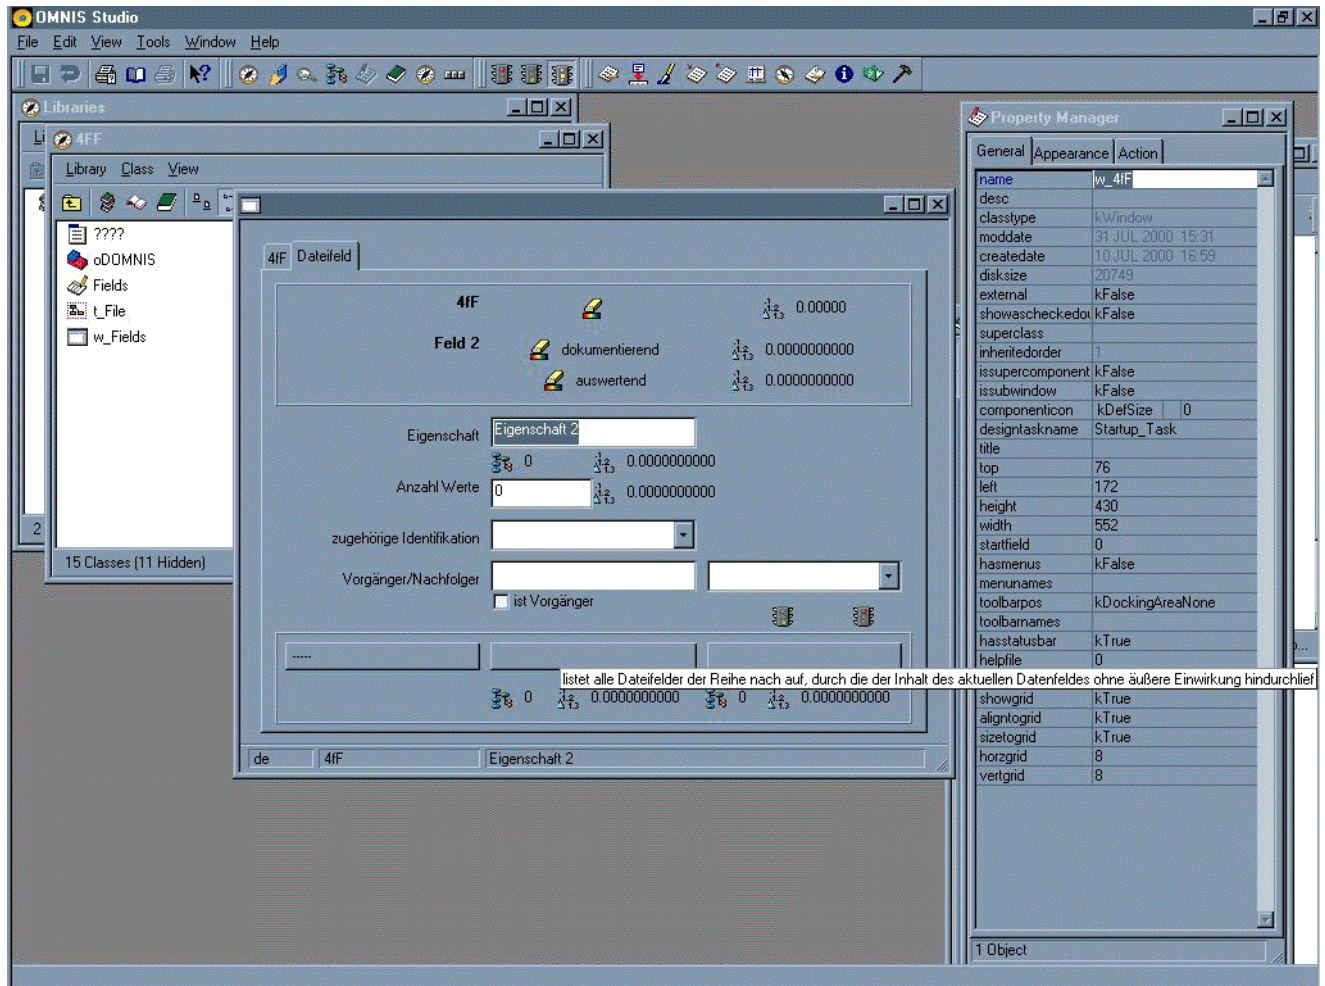 OMNIS Studio
File Edit View Tools Window Help
Libraries
4FF
Library Class View
????
oDOMNIS
Fields
t_File
w_Fields
2
15 Classes (11 Hidden)
4fF Dateifeld
4fF 0.00000
Feld 2 dokumentierend 0.0000000000
auswertend 0.0000000000
Eigenschaft Eigenschaft 2
0 0.0000000000
Anzahl Werte 0 0.0000000000
zugehörige Identifikation
Vorgänger/Nachfolger
ist Vorgänger
-----
listet alle Dateifelder der Reihe nach auf, durch die der Inhalt des aktuellen Datenfeldes ohne äußere Einwirkung hindurchlief
0 0.0000000000 0 0.0000000000
de 4fF Eigenschaft 2
Property Manager
General Appearance Action
name w_4fF
desc
classtype kWindow
moddate 31 JUL 2000 15:31
createdate 10 JUL 2000 16:59
disksize 20749
external kFalse
showascheckedou kFalse
superclass
inheritedorder 1
issupercomponent kFalse
issubwindow kFalse
componenticon kDefSize 0
designtaskname Startup_Task
title
top 76
left 172
height 430
width 552
startfield 0
hasmenus kFalse
menunames
toolbarpos kDockingAreaNone
toolbarnames
hasstatusbar kTrue
helpfile 0
showgrid kTrue
aligntogrid kTrue
sizetogrid kTrue
horzgrid 8
vertgrid 8
1 Object